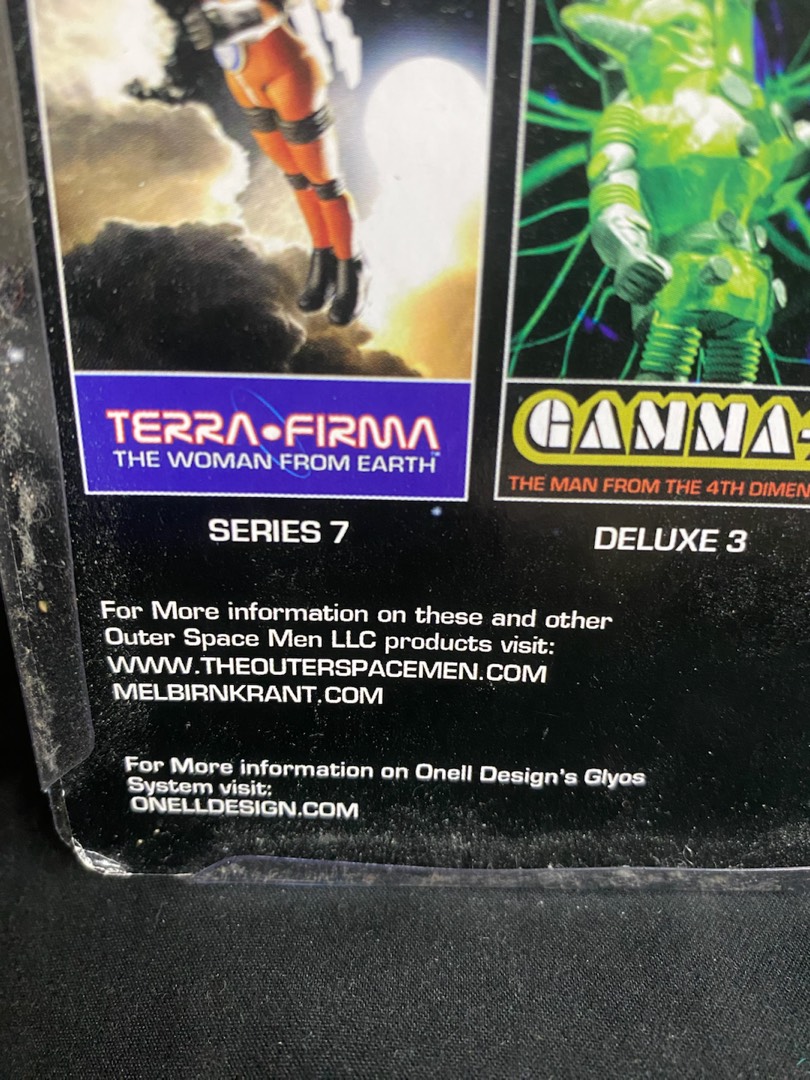 TERRA•FIRMA™
THE WOMAN FROM EARTH
SERIES 7
GAMMA
THE MAN FROM THE 4TH DIMEN
DELUXE 3
For More information on these and other
Outer Space Men LLC products visit:
WWW.THEOUTERSPACEMEN.COM
MELBIRNKRANT.COM
For More information on Onell Design's Glyos
System visit:
ONELLDESIGN.COM